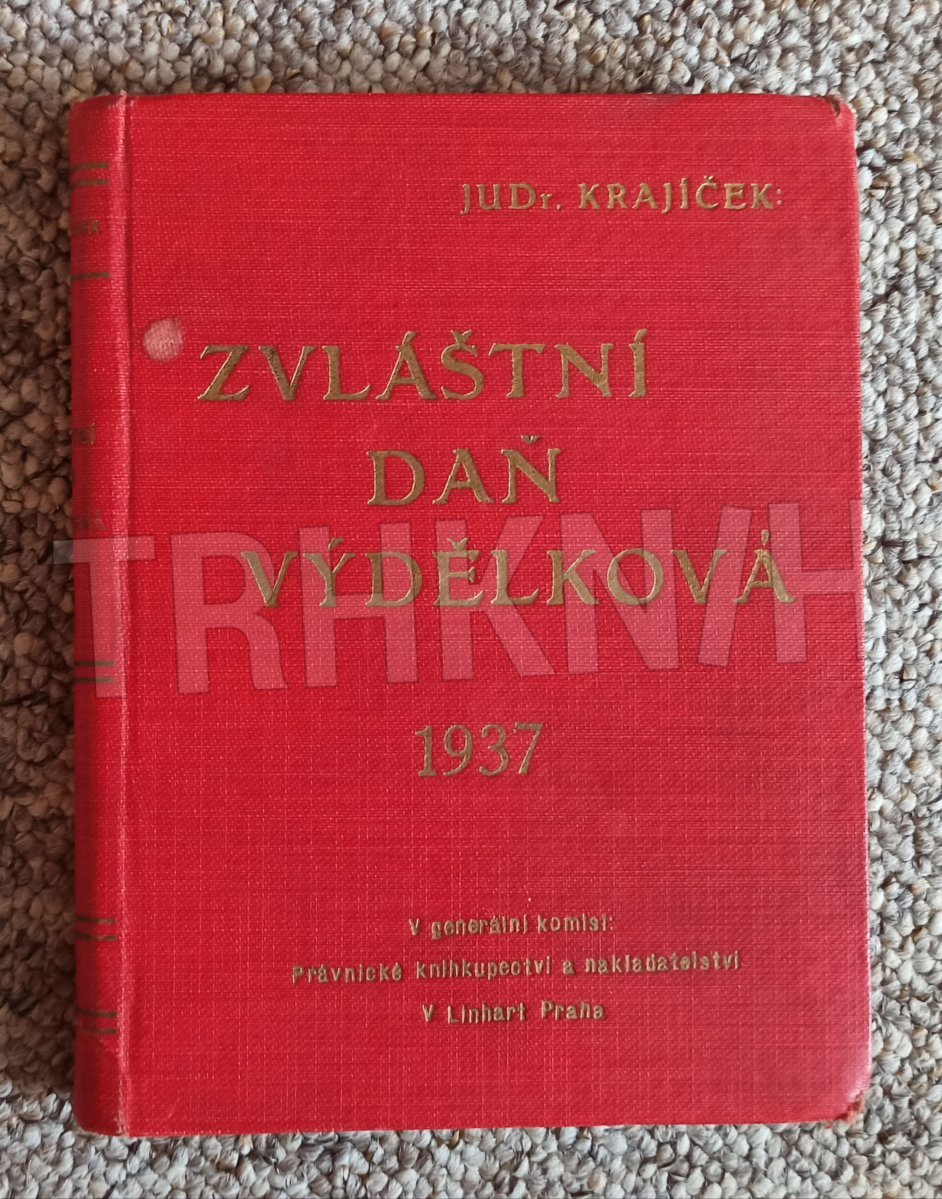 JUDr. KRAJÍČEK:
ZVLÁŠTNÍ
DAŇ
VÝDĚLKOVÁ
1937
V generální komisi:
Právnické knihkupectví a nakladatelství
V Linhart Praha
TRHKNIH